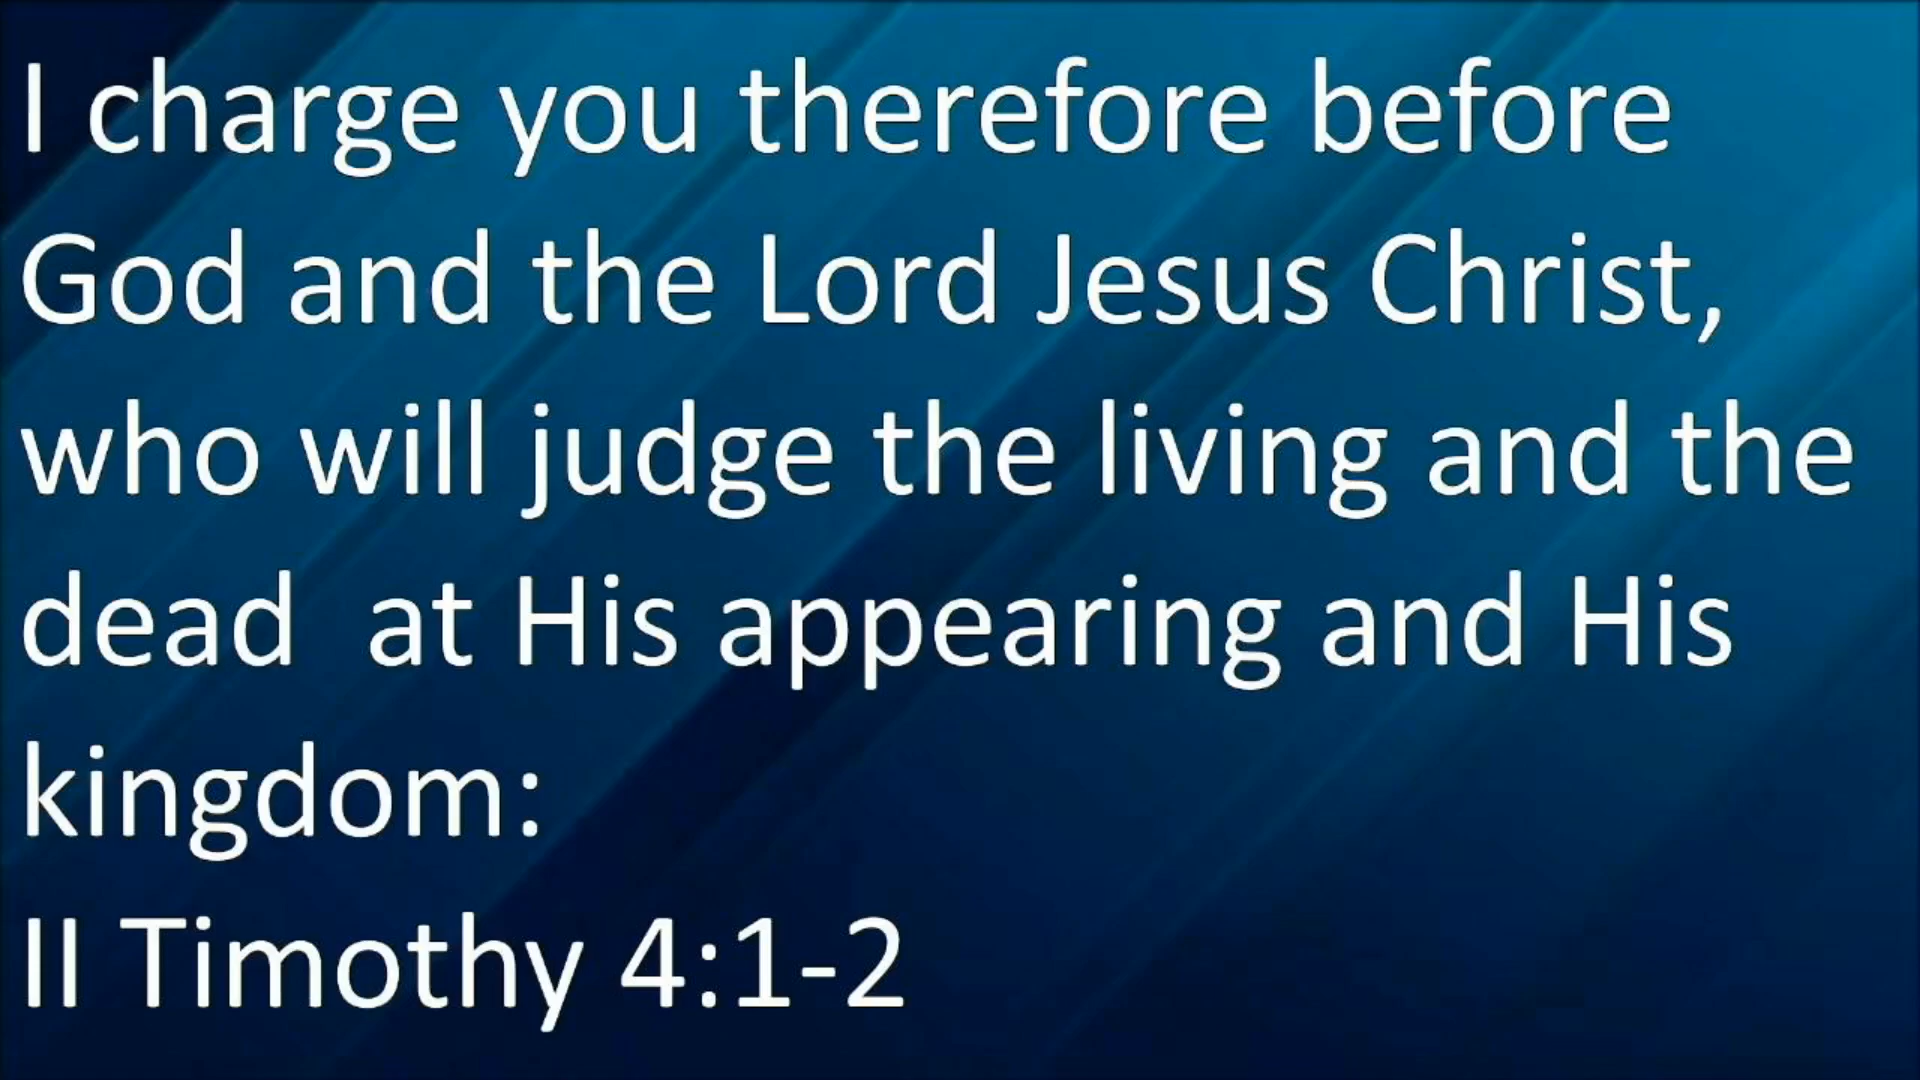 I charge you therefore before
God and the Lord Jesus Christ,
who will judge the living and the
dead  at His appearing and His
kingdom:
II Timothy 4:1-2